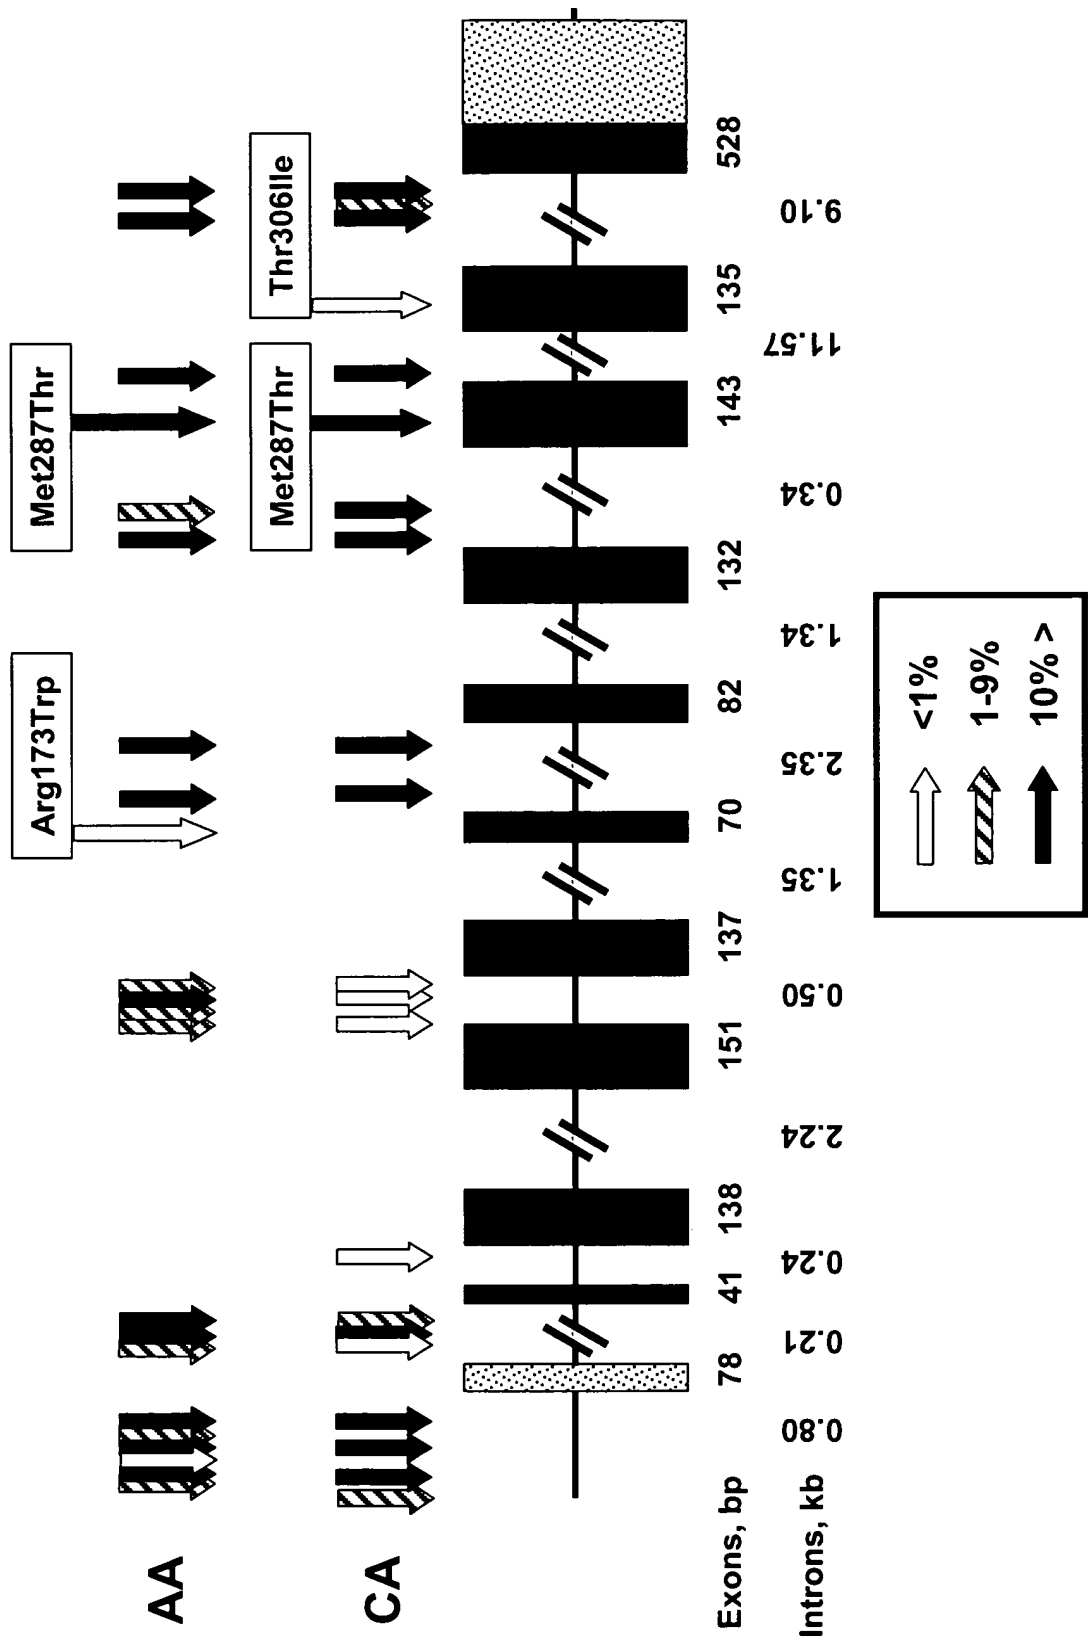 Arg173Trp Met287Thr
AA
Met287Thr Thr306Ile
CA
Exons, bp 78 41 138 151 137 70 82 132 143 135 528
Introns, kb 0.80 0.21 0.24 2.24 0.50 1.35 2.35 1.34 0.34 11.57 9.10
<1%
1-9%
10% >